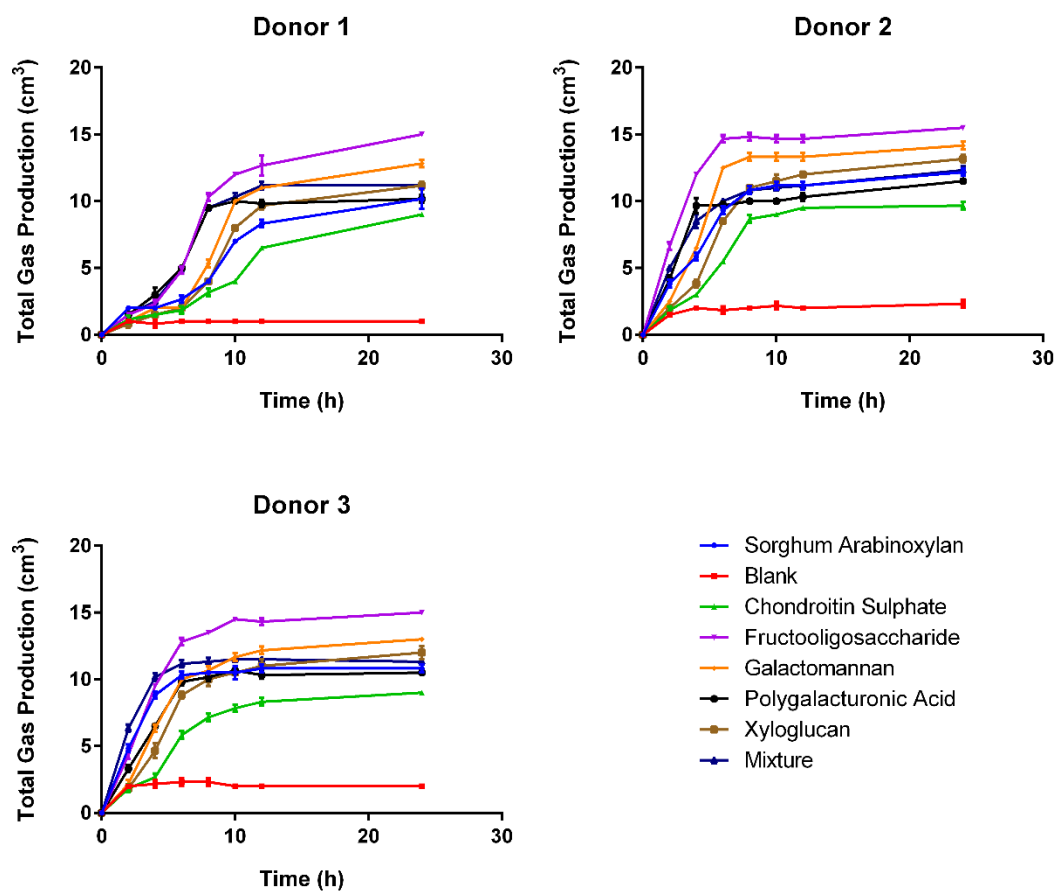 Donor 1
Total Gas Production (cm³)
20
15
10
5
0
0 10 20 30
Time (h)
Donor 2
Total Gas Production (cm³)
20
15
10
5
0
0 10 20 30
Time (h)
Donor 3
Total Gas Production (cm³)
20
15
10
5
0
0 10 20 30
Time (h)
Sorghum Arabinoxylan
Blank
Chondroitin Sulphate
Fructooligosaccharide
Galactomannan
Polygalacturonic Acid
Xyloglucan
Mixture